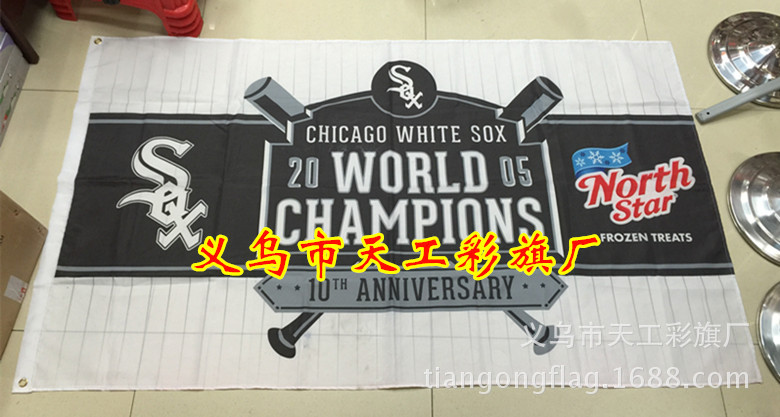 Sox
CHICAGO WHITE SOX
20 WORLD 05
CHAMPIONS
10TH ANNIVERSARY
Sox
North
Star
FROZEN TREATS
义乌市天工彩旗厂
义乌市天工彩旗厂
tiangongflag.1688.com